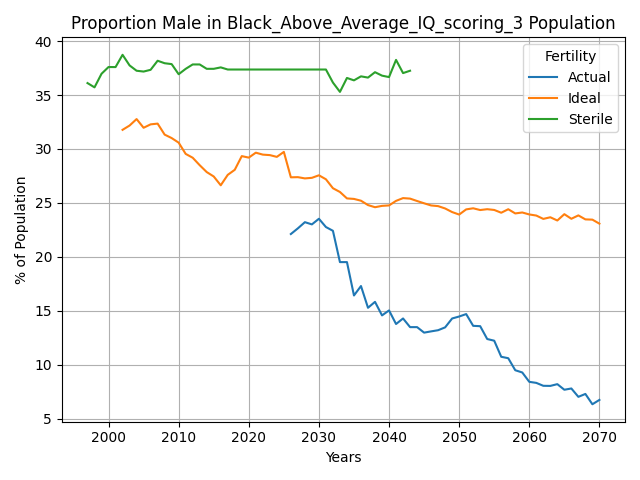 Proportion Male in Black_Above_Average_IQ_scoring_3 Population
% of Population
40
35
30
25
20
15
10
5
Fertility
Actual
Ideal
Sterile
2000 2010 2020 2030 2040 2050 2060 2070
Years